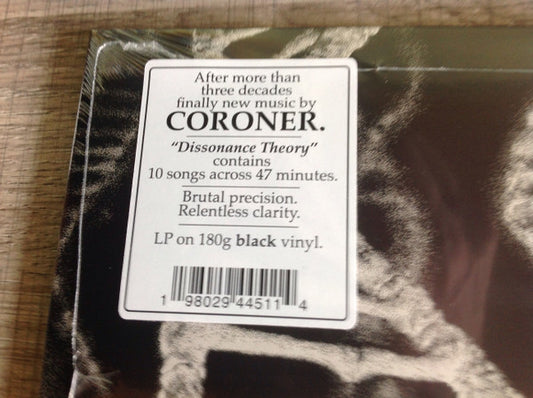 After more than
three decades
finally new music by
CORONER.
“Dissonance Theory”
contains
10 songs across 47 minutes.
Brutal precision.
Relentless clarity.
LP on 180g black vinyl.
1 98029 44511 4